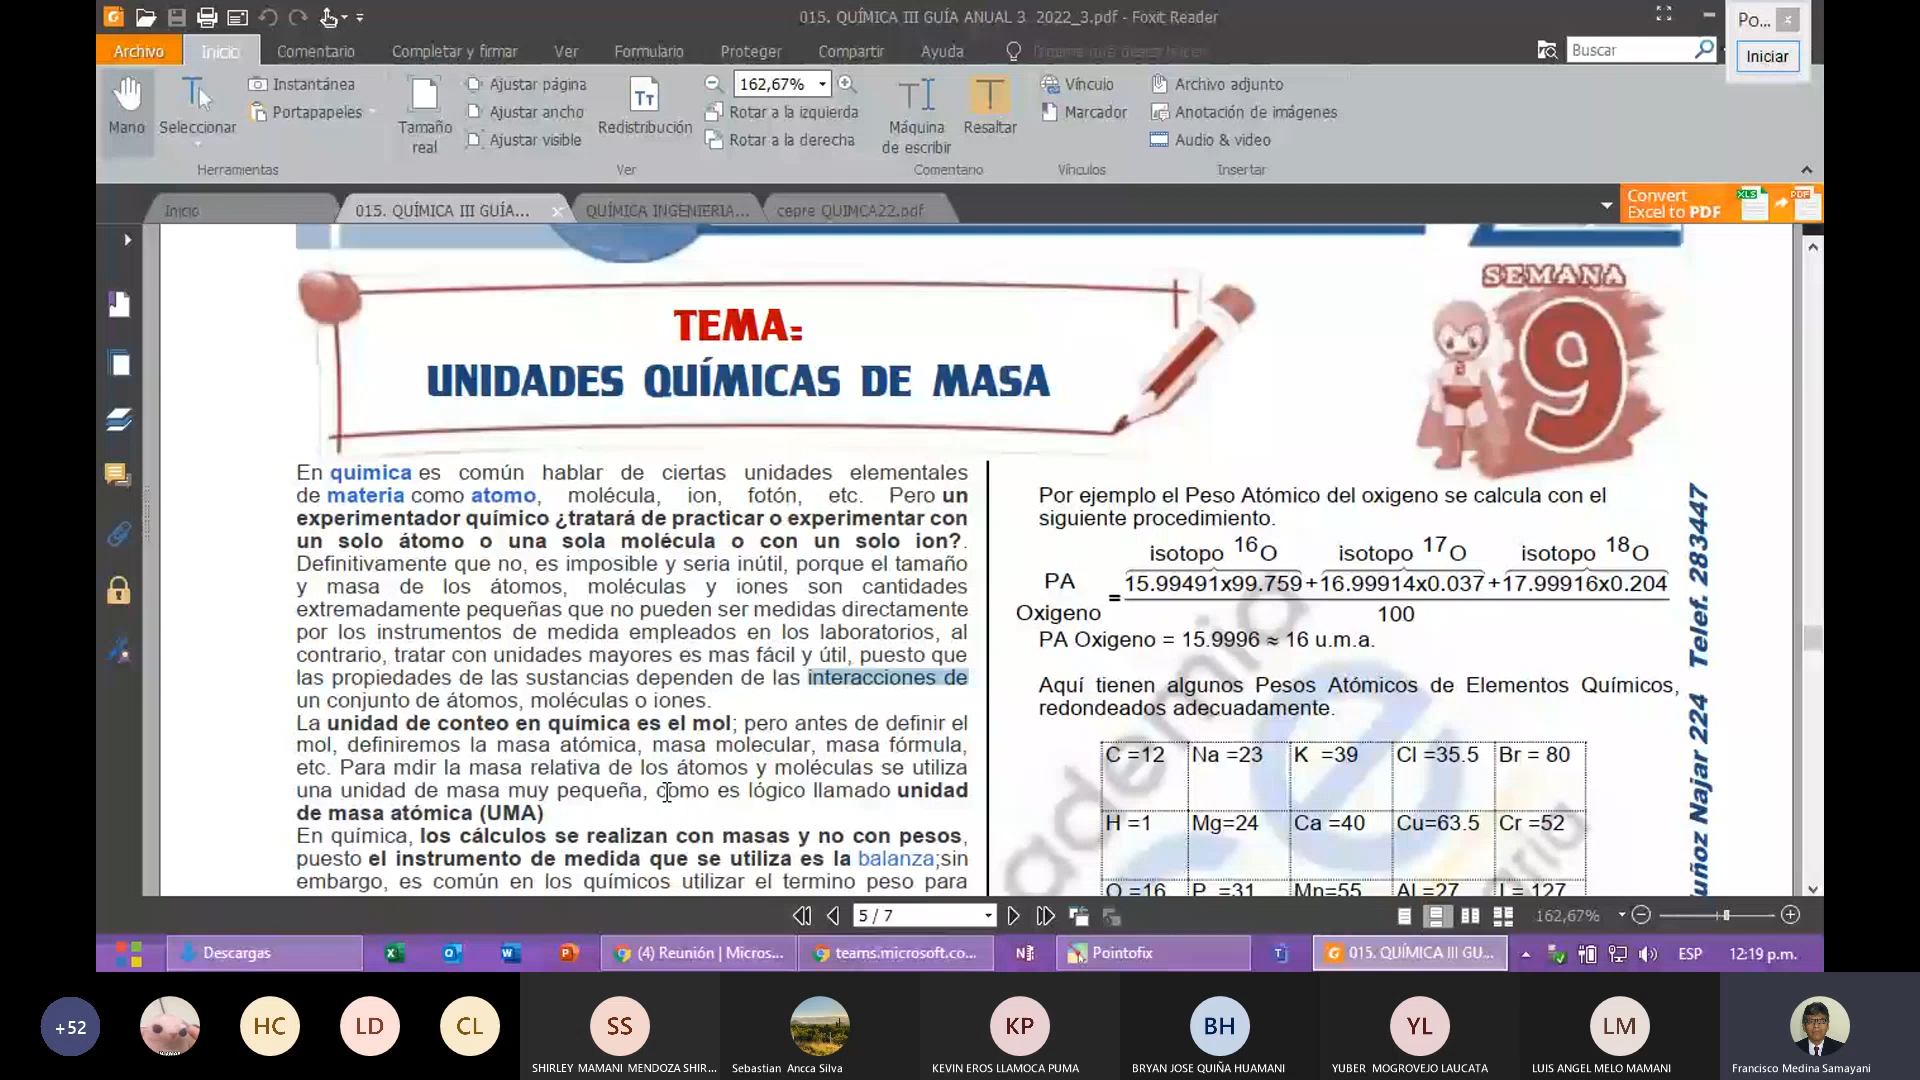 015. QUÍMICA III GUÍA ANUAL 3 2022_3.pdf - Foxit Reader
Po...
Iniciar
Archivo
Inicio
Comentario
Completar y firmar
Ver
Formulario
Proteger
Compartir
Ayuda
Buscar
Mano
Seleccionar
Instantánea
Portapapeles
Tamaño real
Ajustar página
Ajustar ancho
Ajustar visible
Redistribución
162,67%
Rotar a la izquierda
Rotar a la derecha
Máquina de escribir
Resaltar
Vínculo
Marcador
Archivo adjunto
Anotación de imágenes
Audio & video
Herramientas
Ver
Comentario
Vínculos
Insertar
Inicio
015. QUÍMICA III GUÍA...
QUÍMICA INGENIERIA...
cepre QUIMCA22.pdf
Convert
Excel to PDF
XLS
PDF
SEMANA
9
TEMA:
UNIDADES QUÍMICAS DE MASA
En quimica es común hablar de ciertas unidades elementales
de materia como atomo, molécula, ion, fotón, etc. Pero un
experimentador químico ¿tratará de practicar o experimentar con
un solo átomo o una sola molécula o con un solo ion?.
Definitivamente que no, es imposible y seria inútil, porque el tamaño
y masa de los átomos, moléculas y iones son cantidades
extremadamente pequeñas que no pueden ser medidas directamente
por los instrumentos de medida empleados en los laboratorios, al
contrario, tratar con unidades mayores es mas fácil y útil, puesto que
las propiedades de las sustancias dependen de las interacciones de
un conjunto de átomos, moléculas o iones.
La unidad de conteo en química es el mol; pero antes de definir el
mol, definiremos la masa atómica, masa molecular, masa fórmula,
etc. Para mdir la masa relativa de los átomos y moléculas se utiliza
una unidad de masa muy pequeña, como es lógico llamado unidad
de masa atómica (UMA)
En química, los cálculos se realizan con masas y no con pesos,
puesto el instrumento de medida que se utiliza es la balanza;sin
embargo, es común en los químicos utilizar el termino peso para
Por ejemplo el Peso Atómico del oxigeno se calcula con el
siguiente procedimiento.
isotopo 16O isotopo 17O isotopo 18O
PA Oxigeno = 15.99491x99.759+16.99914x0.037+17.99916x0.204
100
PA Oxigeno = 15.9996 ≈ 16 u.m.a.
Aquí tienen algunos Pesos Atómicos de Elementos Químicos,
redondeados adecuadamente.
C =12 Na =23 K =39 Cl =35.5 Br = 80
H =1 Mg=24 Ca =40 Cu=63.5 Cr =52
O =16 P =31 Mn=55 Al =27 I = 127
uñoz Najar 224 Telef. 283447
ademia
5 / 7
162,67%
Descargas
(4) Reunión | Micros...
teams.microsoft.co...
Pointofix
015. QUÍMICA III GU...
ESP
12:19 p.m.
+52
HC
LD
CL
SS
KP
BH
YL
LM
SHIRLEY MAMANI MENDOZA SHIR...
Sebastian Ancca Silva
KEVIN EROS LLAMOCA PUMA
BRYAN JOSE QUIÑA HUAMANI
YUBER MOGROVEJO LAUCATA
LUIS ANGEL MELO MAMANI
Francisco Medina Samayani